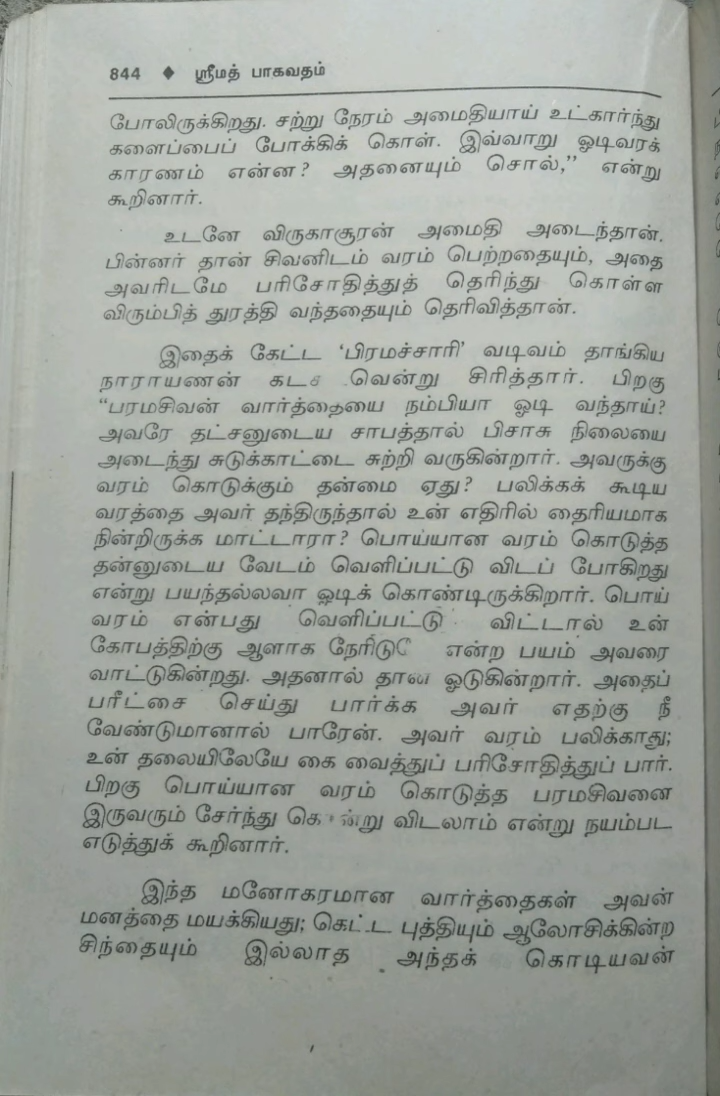 844 ♦ ஸ்ரீமத் பாகவதம்
போலிருக்கிறது. சற்று நேரம் அமைதியாய் உட்கார்ந்து
களைப்பைப் போக்கிக் கொள். இவ்வாறு ஓடிவரக்
காரணம் என்ன? அதனையும் சொல்,” என்று
கூறினார்.
உடனே விருகாசூரன் அமைதி அடைந்தான்.
பின்னர் தான் சிவனிடம் வரம் பெற்றதையும், அதை
அவரிடமே பரிசோதித்துத் தெரிந்து கொள்ள
விரும்பித் துரத்தி வந்ததையும் தெரிவித்தான்.
இதைக் கேட்ட ‘பிரமச்சாரி’ வடிவம் தாங்கிய
நாராயணன் வென்று சிரித்தார். பிறகு
“பரமசிவன் வார்த்தையை நம்பியா ஓடி வந்தாய்?
அவரே தட்சனுடைய சாபத்தால் பிசாசு நிலையை
அடைந்து சுடுக்காட்டை சுற்றி வருகின்றார். அவருக்கு
வரம் கொடுக்கும் தன்மை ஏது? பலிக்கக் கூடிய
வரத்தை அவர் தந்திருந்தால் உன் எதிரில் தைரியமாக
நின்றிருக்க மாட்டாரா? பொய்யான வரம் கொடுத்த
தன்னுடைய வேடம் வெளிப்பட்டு விடப் போகிறது
என்று பயந்தல்லவா ஓடிக் கொண்டிருக்கிறார். பொய்
வரம் என்பது வெளிப்பட்டு விட்டால் உன்
கோபத்திற்கு ஆளாக என்ற பயம் அவரை
வாட்டுகின்றது. அதனால் தான் ஓடுகின்றார். அதைப்
பரீட்சை செய்து பார்க்க அவர் எதற்கு நீ
வேண்டுமானால் பாரேன். அவர் வரம் பலிக்காது;
உன் தலையிலேயே கை வைத்துப் பரிசோதித்துப் பார்.
பிறகு பொய்யான வரம் கொடுத்த பரமசிவனை
இருவரும் சேர்ந்து விடலாம் என்று நயம்பட
எடுத்துக் கூறினார்.
இந்த மனோகரமான வார்த்தைகள் அவன்
மனத்தை மயக்கியது; கெட்ட புத்தியும் ஆலோசிக்கின்ற
சிந்தையும் இல்லாத அந்தக் கொடியவன்